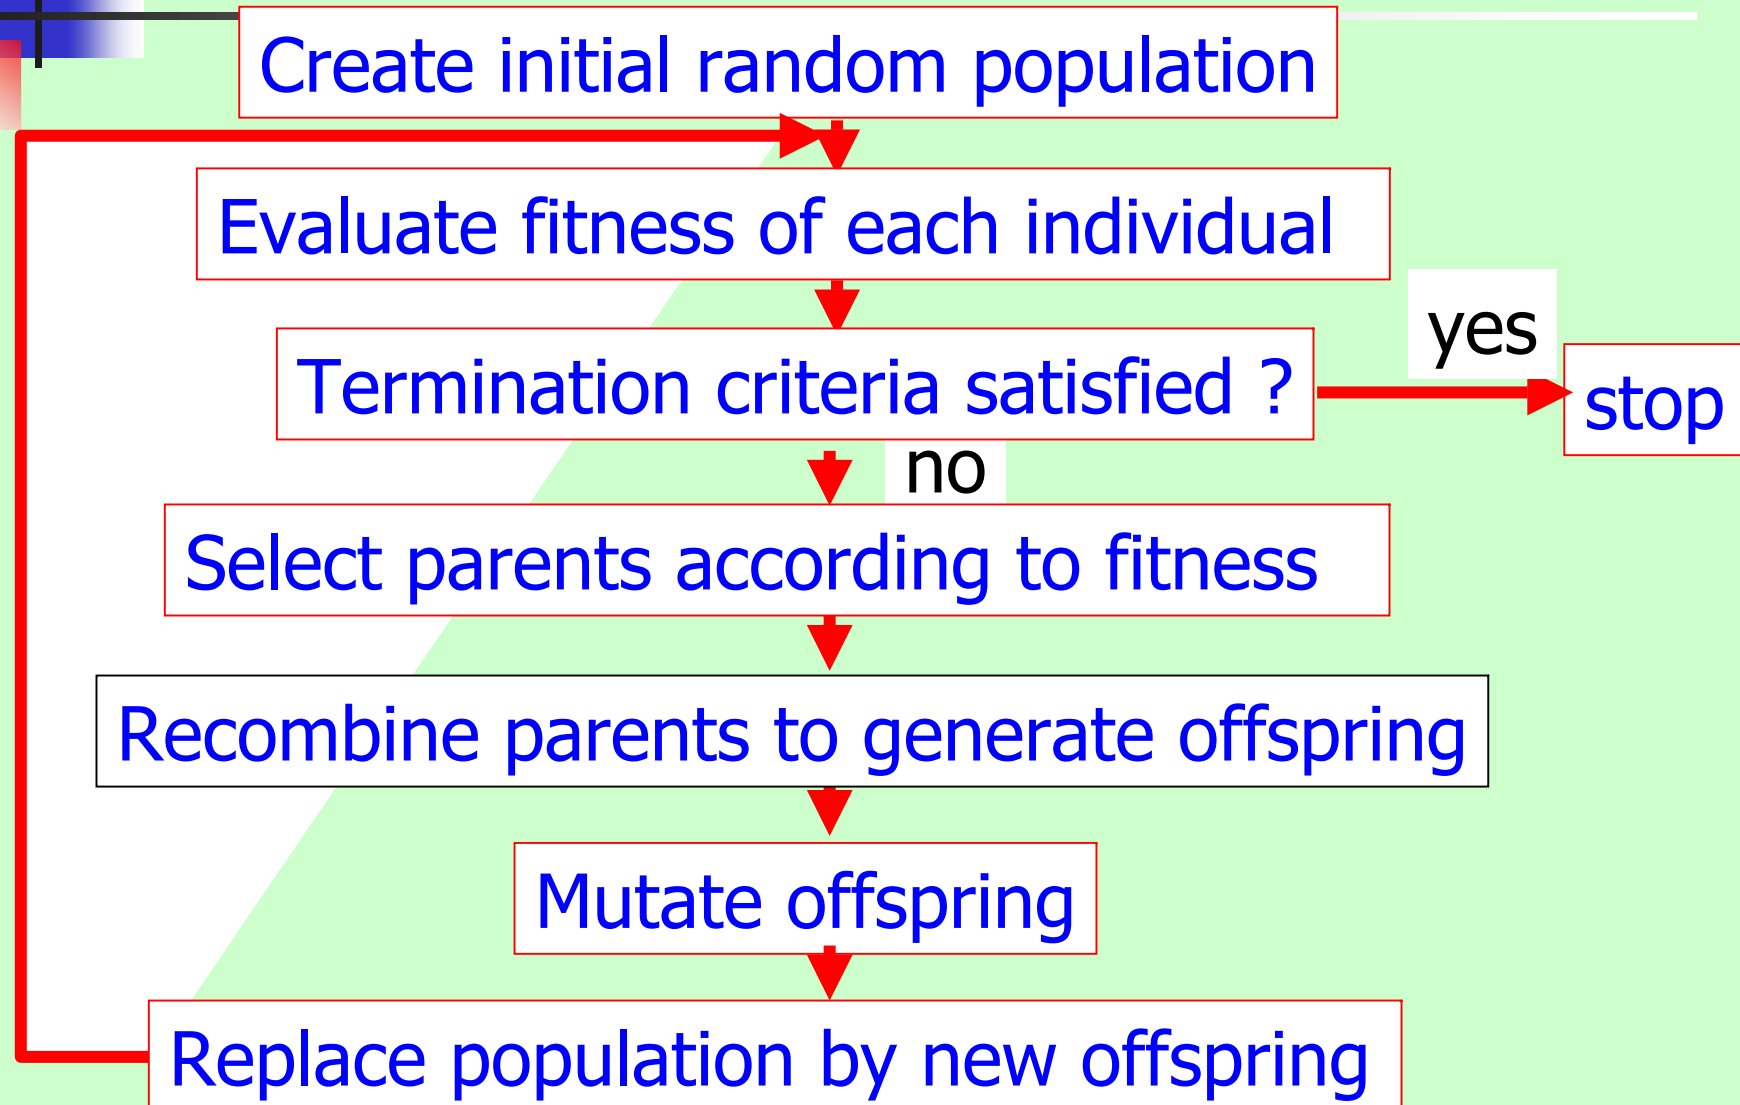 Create initial random population
Evaluate fitness of each individual
yes
Termination criteria satisfied ?
stop
no
Select parents according to fitness
Recombine parents to generate offspring
Mutate offspring
Replace population by new offspring